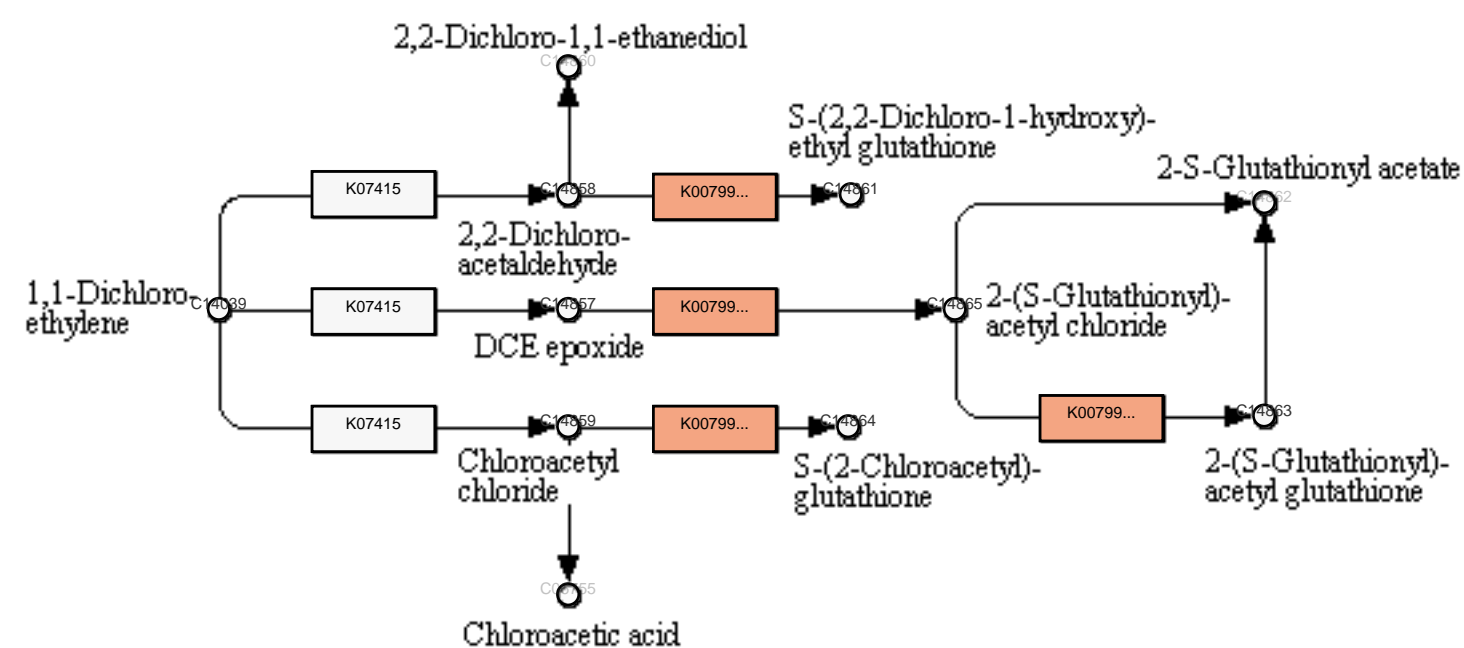 2,2-Dichloro-1,1-ethanediol
C14860
S-(2,2-Dichloro-1-hydroxy)-
ethyl glutathione
2-S-Glutathionyl acetate
K07415
C14858
K00799...
C14861
C14862
2,2-Dichloro-
acetaldehyde
1,1-Dichloro-
ethylene
C14039
K07415
C14857
K00799...
C14865
2-(S-Glutathionyl)-
acetyl chloride
DCE epoxide
K07415
C14859
K00799...
C14864
K00799...
C14863
Chloroacetyl
chloride
S-(2-Chloroacetyl)-
glutathione
2-(S-Glutathionyl)-
acetyl glutathione
Chloroacetic acid